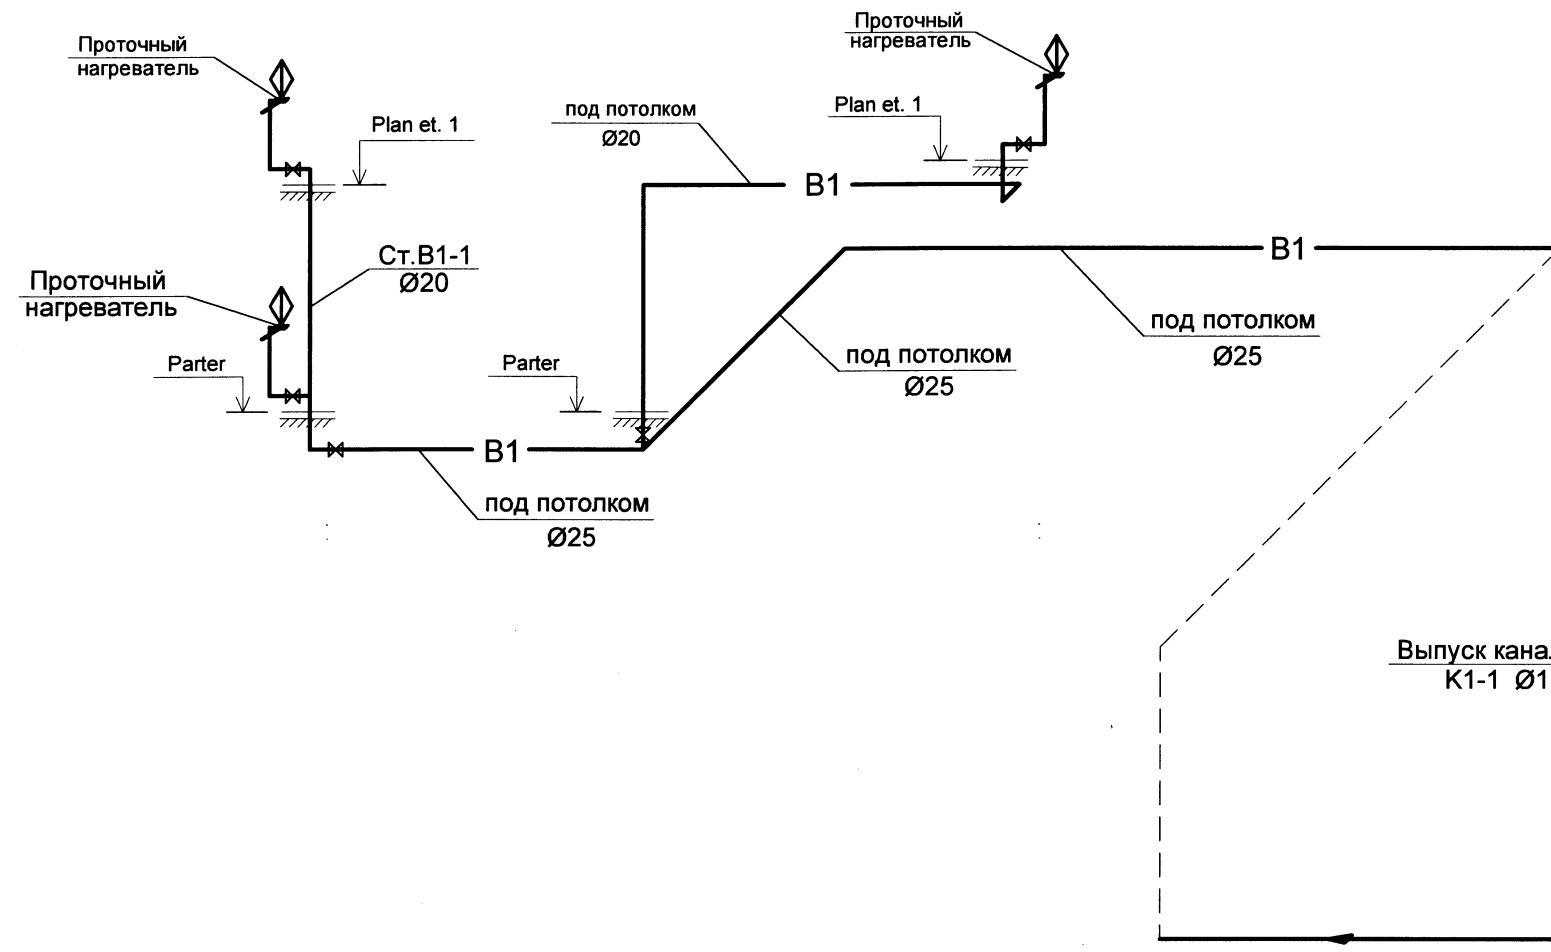 Проточный
нагреватель
Проточный
нагреватель
Plan et. 1
под потолком
Ø20
Plan et. 1
B1
Ст.В1-1
Ø20
B1
Проточный
нагреватель
под потолком
Ø25
под потолком
Ø25
Parter
Parter
B1
под потолком
Ø25
Выпуск кана
К1-1 Ø1